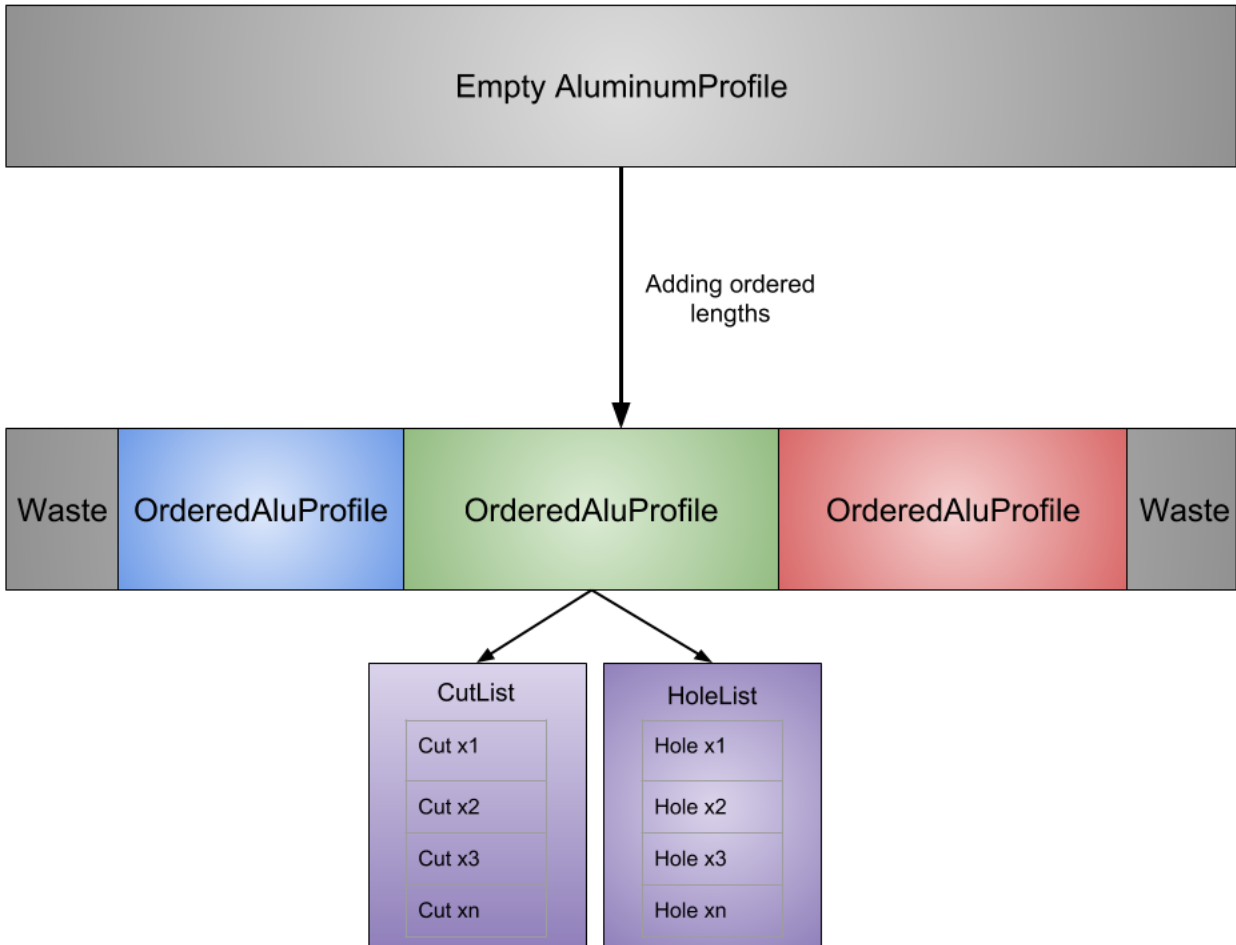 Empty AluminumProfile
Adding ordered
lengths
Waste
OrderedAluProfile
OrderedAluProfile
OrderedAluProfile
Waste
CutList
Cut x1
Cut x2
Cut x3
Cut xn
HoleList
Hole x1
Hole x2
Hole x3
Hole xn